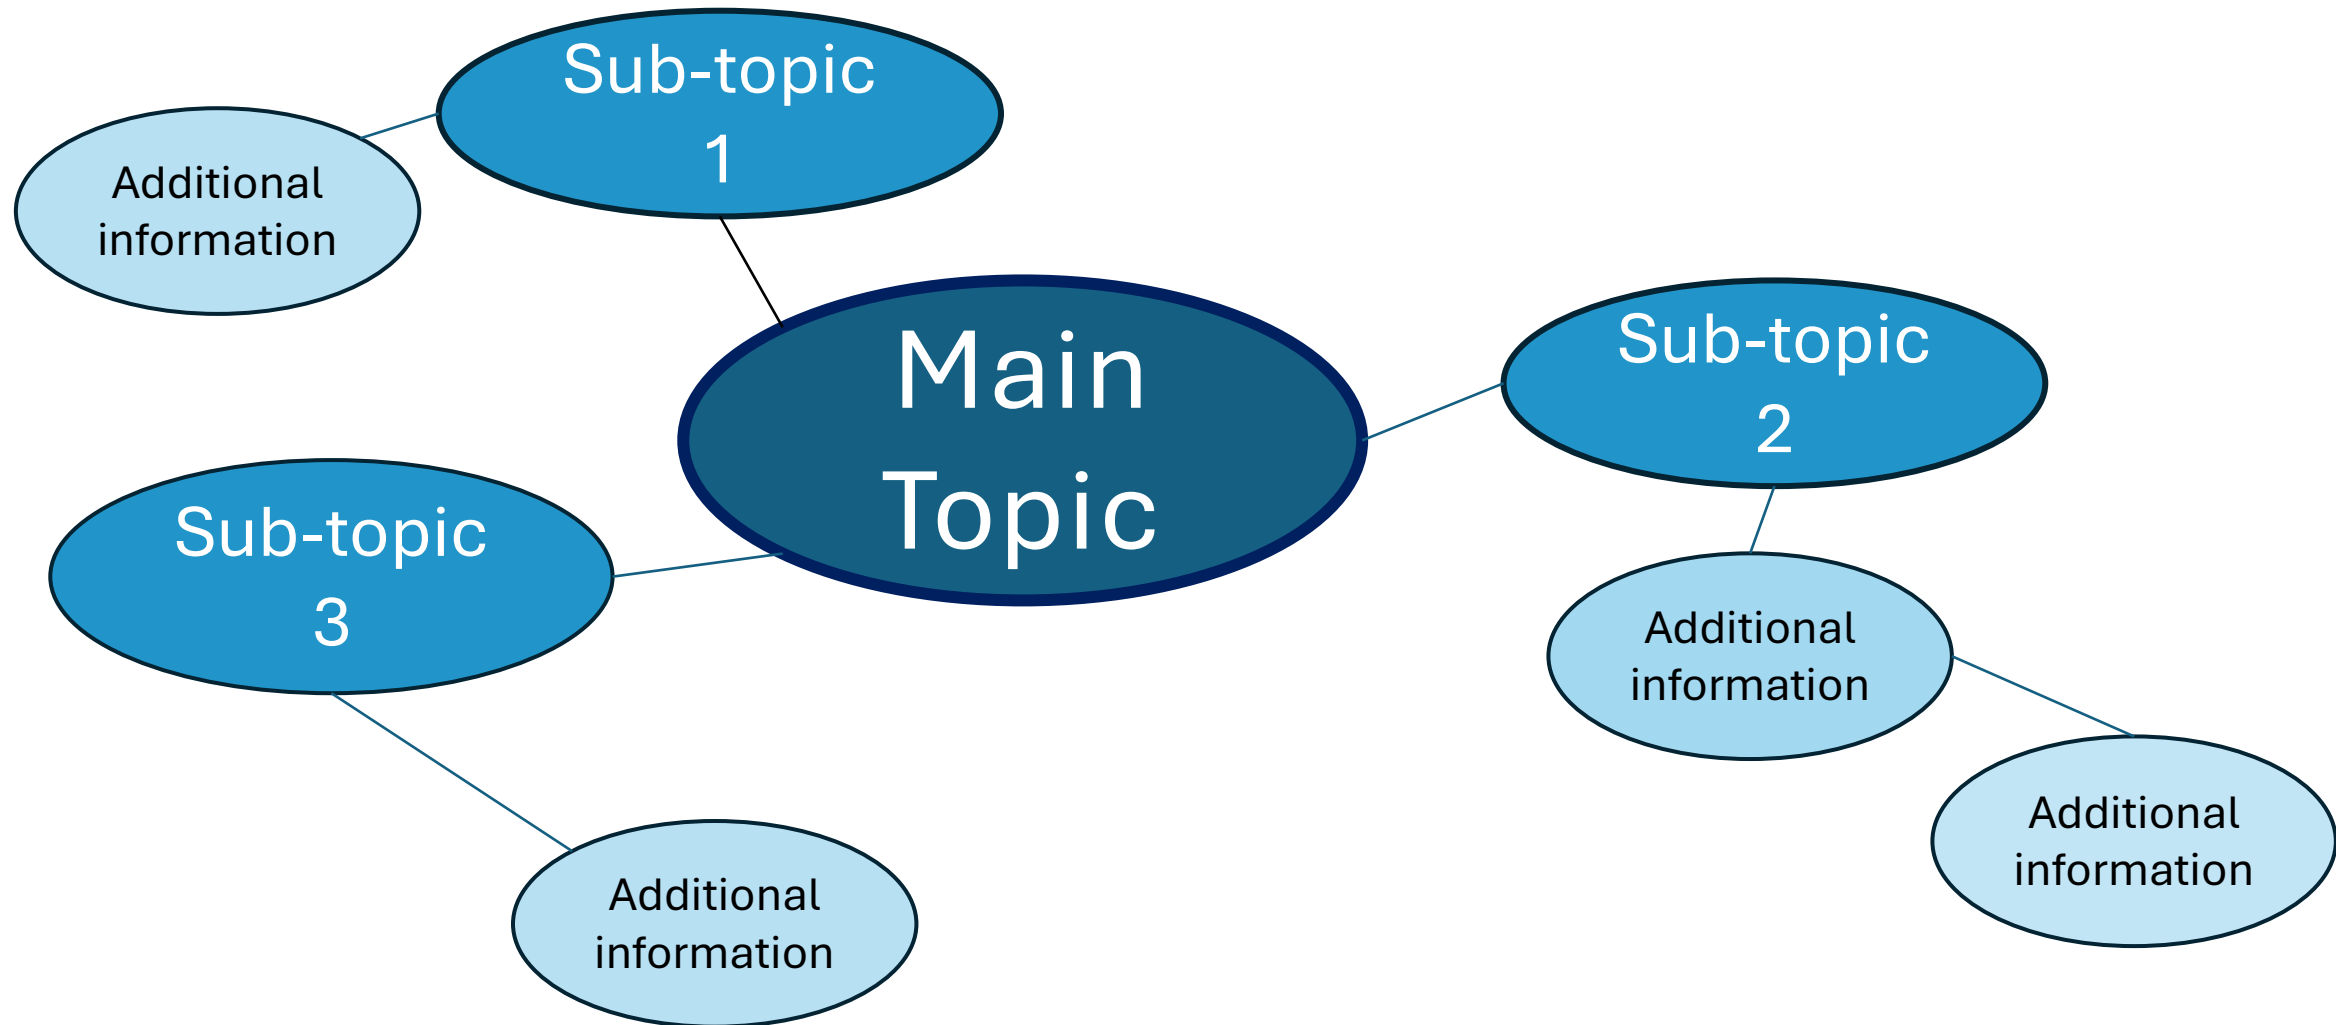 Sub-topic
1
Additional
information
Main
Topic
Sub-topic
2
Sub-topic
3
Additional
information
Additional
information
Additional
information